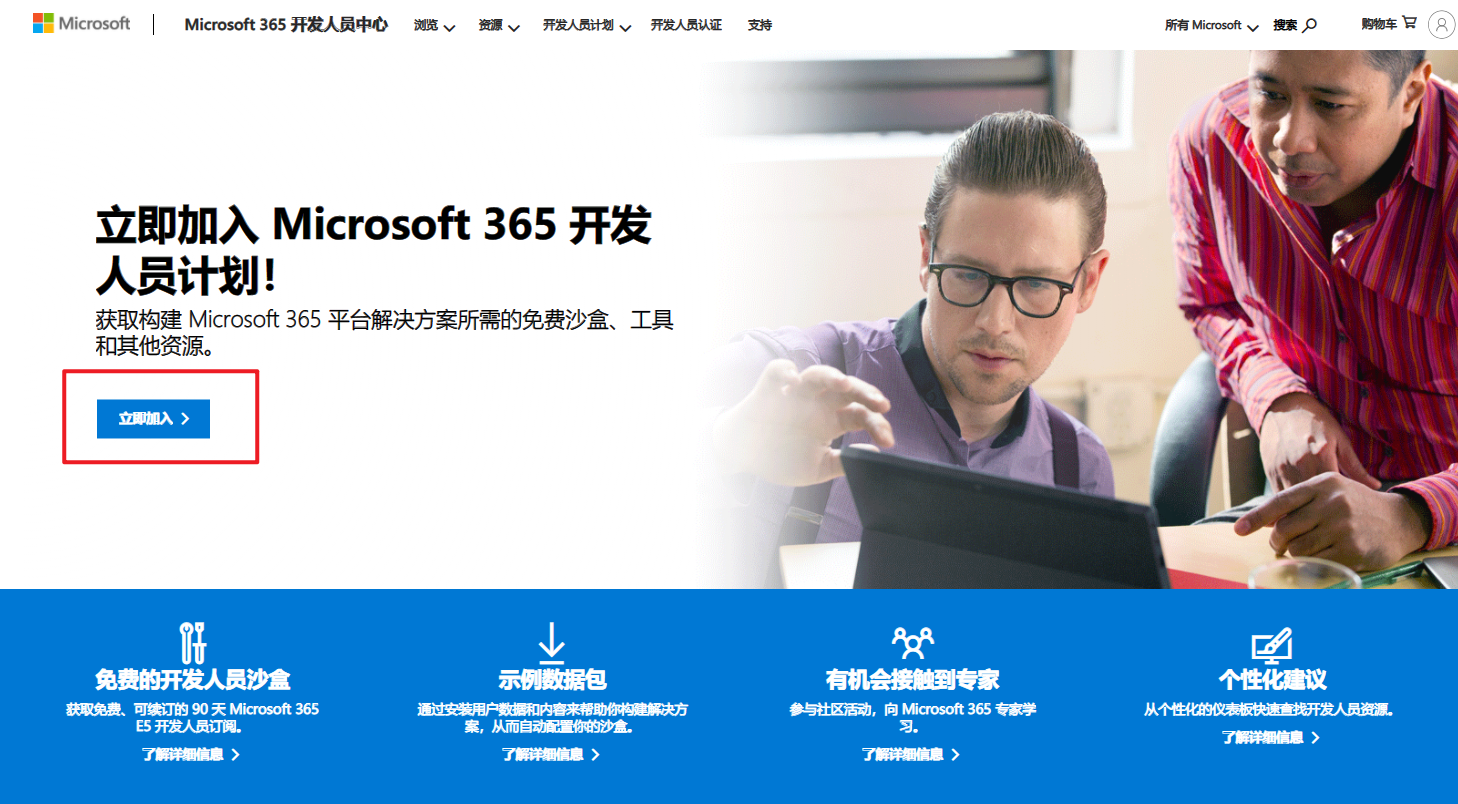 Microsoft
Microsoft 365 开发人员中心
浏览
资源
开发人员计划
开发人员认证
支持
所有 Microsoft
搜索
购物车
立即加入 Microsoft 365 开发
人员计划！
获取构建 Microsoft 365 平台解决方案所需的免费沙盒、工具
和其他资源。
立即加入
免费的开发人员沙盒
获取免费、可续订的 90 天 Microsoft 365
E5 开发人员订阅。
了解详细信息
示例数据包
通过安装用户数据和内容来帮助你构建解决方
案，从而自动配置你的沙盒。
了解详细信息
有机会接触到专家
参与社区活动，向 Microsoft 365 专家学
习。
了解详细信息
个性化建议
从个性化的仪表板快速查找开发人员资源。
了解详细信息